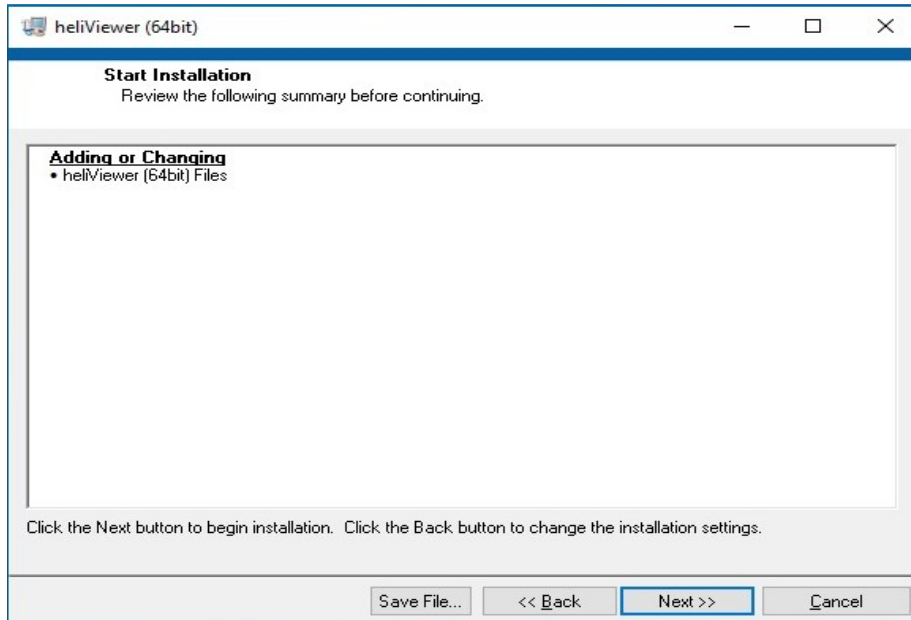 heliViewer (64bit)
Start Installation
Review the following summary before continuing.
Adding or Changing
• heliViewer (64bit) Files
Click the Next button to begin installation. Click the Back button to change the installation settings.
Save File... << Back Next >> Cancel